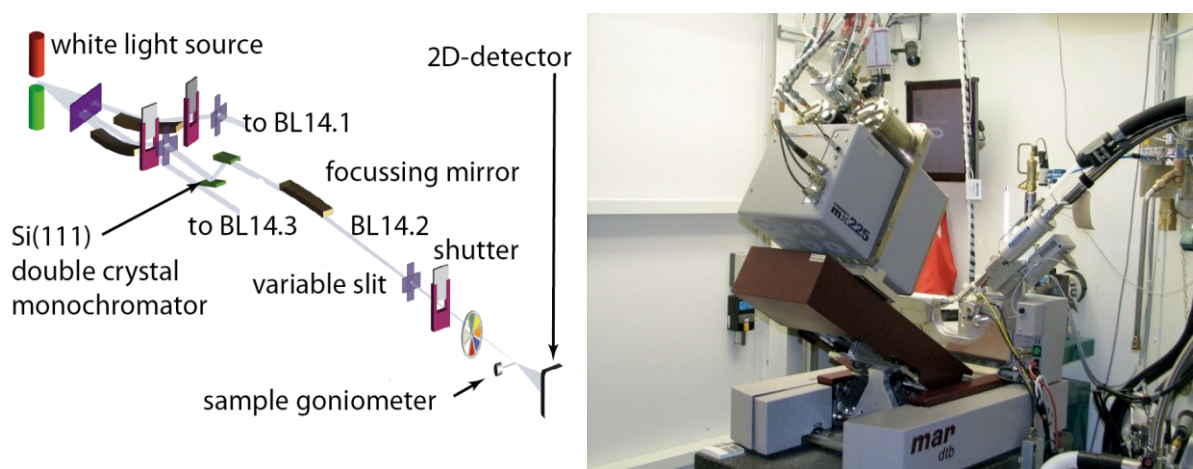 white light source
2D-detector
to BL14.1
focussing mirror
to BL14.3
BL14.2
Si(111)
double crystal
monochromator
shutter
variable slit
sample goniometer
mx225
mar
dtb